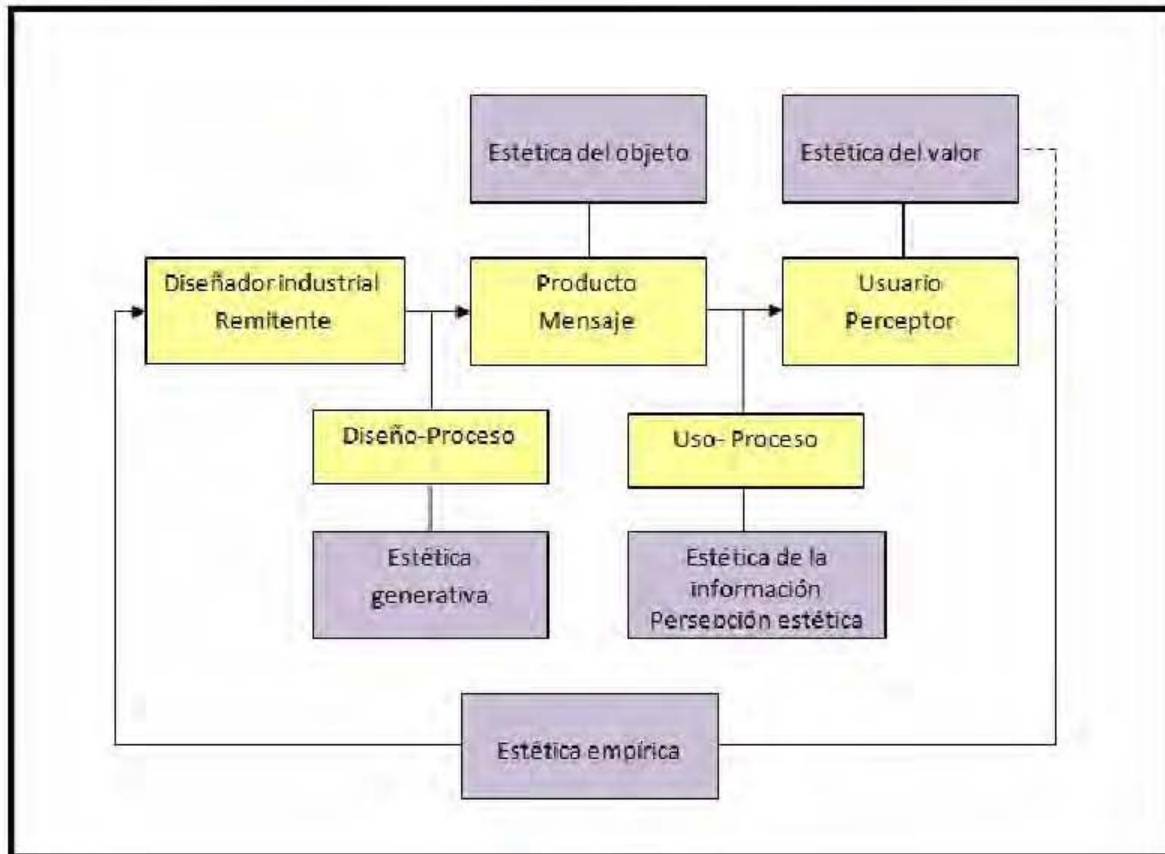 Estética del objeto
Estética del valor
Diseñador industrial
Remitente
Producto
Mensaje
Usuario
Perceptor
Diseño-Proceso
Uso- Proceso
Estética
generativa
Estética de la
información
Persepción estética
Estética empírica